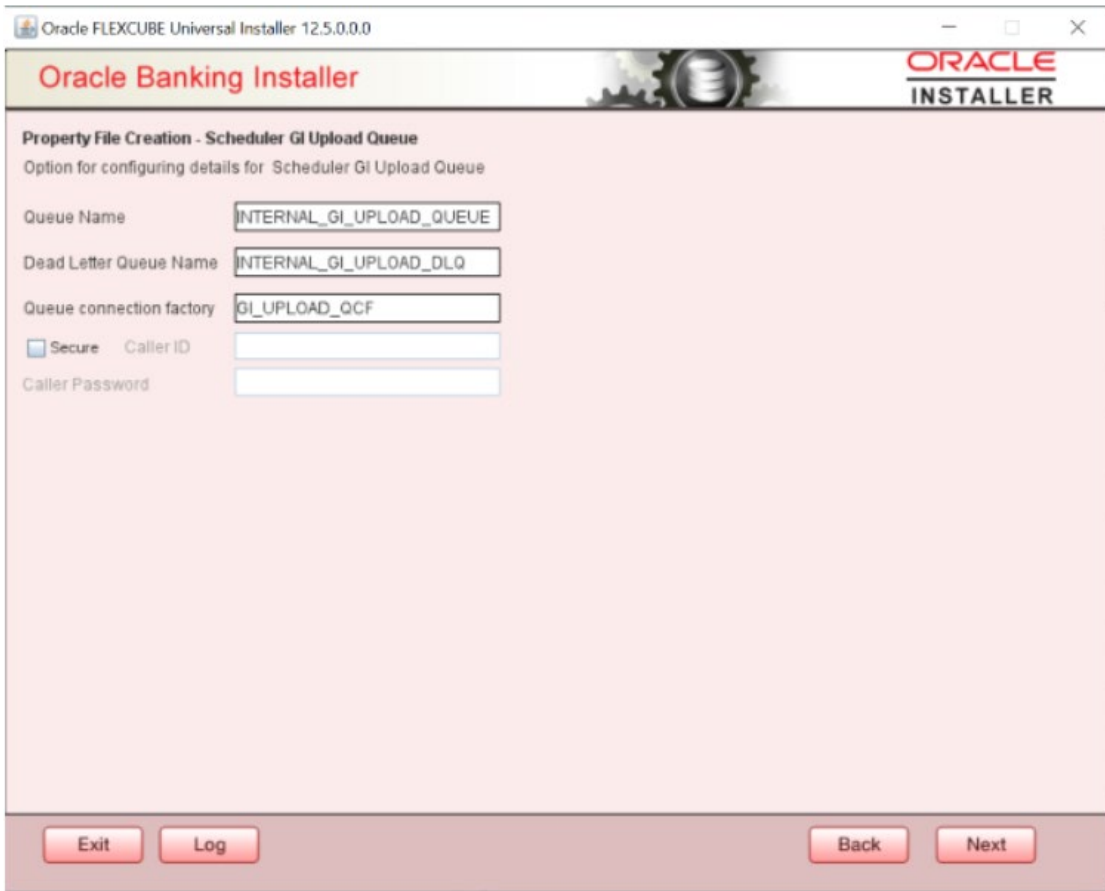 Oracle FLEXCUBE Universal Installer 12.5.0.0.0
Oracle Banking Installer
ORACLE
INSTALLER
Property File Creation - Scheduler GI Upload Queue
Option for configuring details for Scheduler GI Upload Queue
Queue Name INTERNAL_GI_UPLOAD_QUEUE
Dead Letter Queue Name INTERNAL_GI_UPLOAD_DLQ
Queue connection factory GI_UPLOAD_QCF
Secure Caller ID
Caller Password
Exit Log Back Next